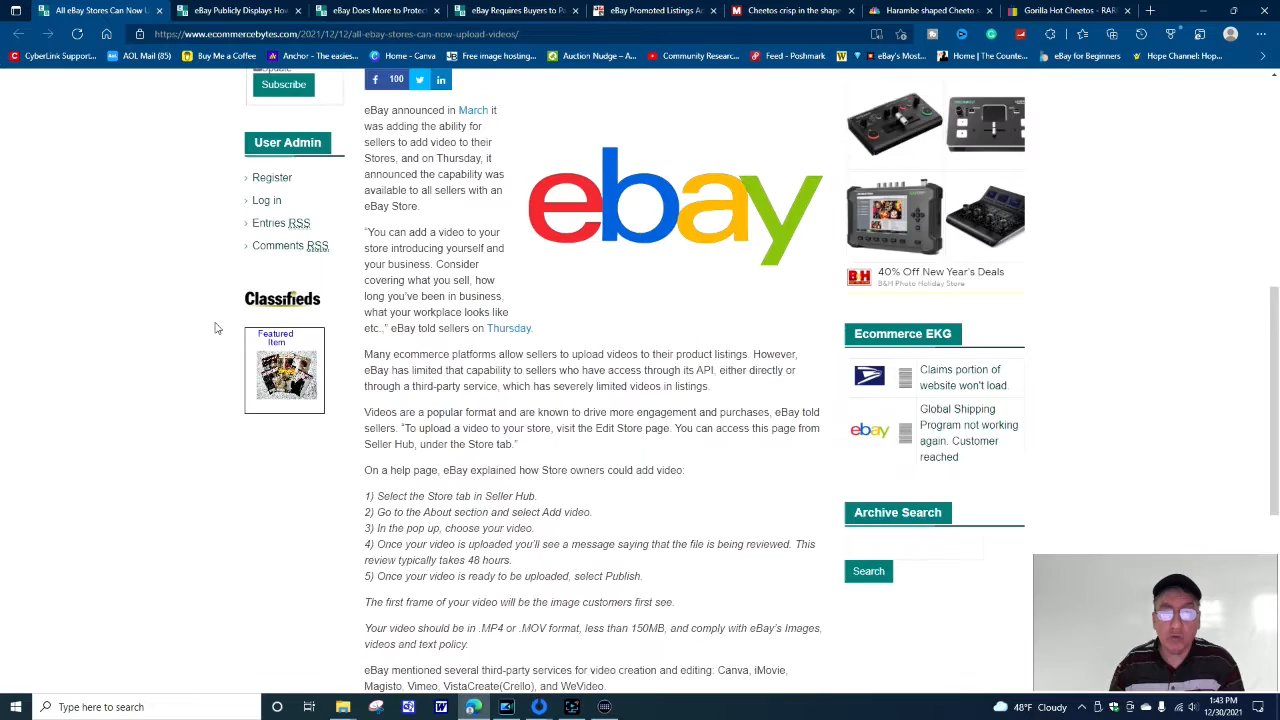 All eBay Stores Can Now U
eBay Publicly Displays How
eBay Does More to Protect
eBay Requires Buyers to P
eBay Promoted Listings A
Cheetos crisp in the shape
Harambe shaped Cheeto
Gorilla Hot Cheetos - RAR
https://www.ecommercebytes.com/2021/12/12/all-ebay-stores-can-now-upload-videos/
CyberLink Support...
AOL Mail (85)
Buy Me a Coffee
Anchor - The easies...
CafePress
Free image hosting...
Auction Nudge – A...
Community Researc...
Feed - Poshmark
eBay's Most...
Home | The Counte...
eBay for Beginners
Hope Channel: Hop...
Update
Subscribe
User Admin
Register
Log in
Entries RSS
Comments RSS
Classifieds
Featured
Item
100
eBay announced in March it
was adding the ability for
sellers to add video to their
Stores, and on Thursday, it
announced the capability was
available to all sellers with an
eBay Store.
"You can add a video to your
store introducing yourself and
your business. Consider
covering what you sell, how
long you've been in business,
what your workplace looks like
etc.," eBay told sellers on Thursday.
ebay
Many ecommerce platforms allow sellers to upload videos to their product listings. However,
eBay has limited that capability to sellers who have access through its API, either directly or
through a third-party service, which has severely limited videos in listings.
Videos are a popular format and are known to drive more engagement and purchases, eBay told
sellers. "To upload a video to your store, visit the Edit Store page. You can access this page from
Seller Hub, under the Store tab."
On a help page, eBay explained how Store owners could add video:
1) Select the Store tab in Seller Hub.
2) Go to the About section and select Add video.
3) In the pop up, choose your video.
4) Once your video is uploaded you'll see a message saying that the file is being reviewed. This
review typically takes 48 hours.
5) Once your video is ready to be uploaded, select Publish.
The first frame of your video will be the image customers first see.
Your video should be in .MP4 or .MOV format, less than 150MB, and comply with eBay's Images,
videos and text policy.
eBay mentioned several third-party services for video creation and editing: Canva, iMovie,
Magisto, Vimeo, VistaCreate(Crello), and WeVideo.
B&H
40% Off New Year's Deals
B&H Photo Holiday Store
Ecommerce EKG
Claims portion of
website won't load.
ebay
Global Shipping
Program not working
again. Customer
reached
Archive Search
Search
Type here to search
48°F Cloudy
1:43 PM
12/30/2021